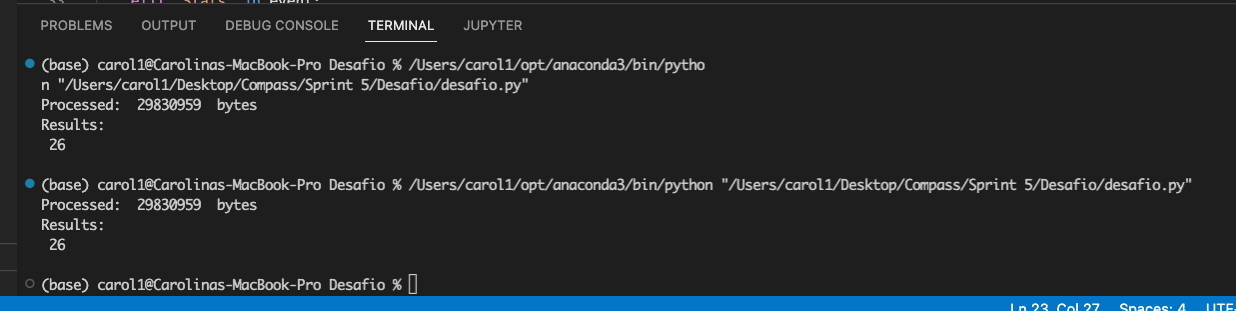 PROBLEMS OUTPUT DEBUG CONSOLE TERMINAL JUPYTER
(base) carol1@Carolinas-MacBook-Pro Desafio % /Users/carol1/opt/anaconda3/bin/pytho
n "/Users/carol1/Desktop/Compass/Sprint 5/Desafio/desafio.py"
Processed:  29830959  bytes
Results:
 26
(base) carol1@Carolinas-MacBook-Pro Desafio % /Users/carol1/opt/anaconda3/bin/python "/Users/carol1/Desktop/Compass/Sprint 5/Desafio/desafio.py"
Processed:  29830959  bytes
Results:
 26
(base) carol1@Carolinas-MacBook-Pro Desafio %
Ln 23, Col 27 Spaces: 4 UTF-